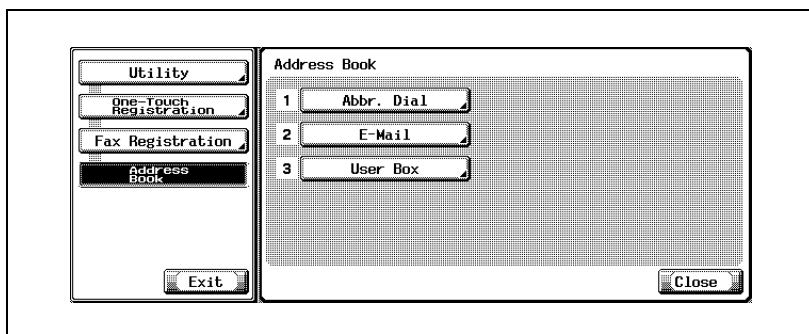 Utility
One-Touch
Registration
Fax Registration
Address
Book
Exit
Address Book
1 Abbr. Dial
2 E-Mail
3 User Box
Close